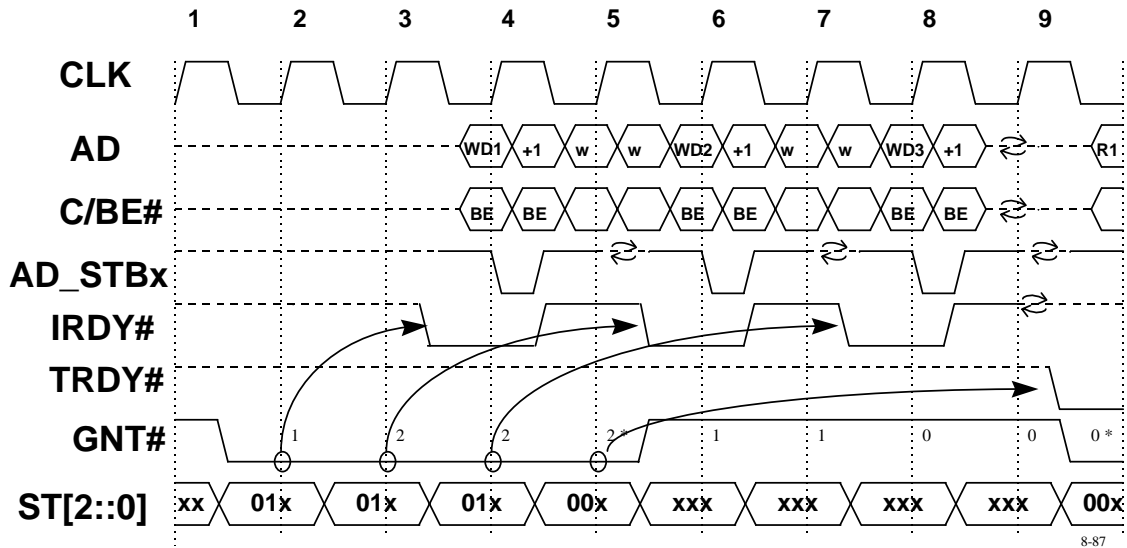 1 2 3 4 5 6 7 8 9
CLK
AD WD1 +1 w w WD2 +1 w w WD3 +1 R1
C/BE# BE BE BE BE BE BE
AD_STBx
IRDY#
TRDY#
GNT# 1 2 2 2 * 1 1 0 0 0 *
ST[2::0] xx 01x 01x 01x 00x xxx xxx xxx xxx 00x
8-87